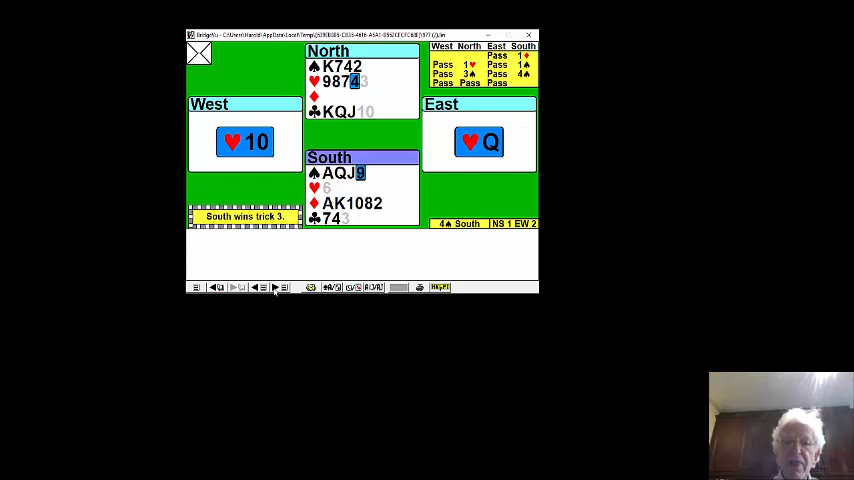 North
♠K742
♥98743
♦
♣KQJ10
West North East South
Pass 1♦
Pass 1♥ Pass 1♠
Pass 3♠ Pass 4♠
Pass Pass Pass
West
♥10
East
♥Q
South
♠AQJ9
♥6
♦AK1082
♣743
South wins trick 3.
4♠ South NS 1 EW 2
HELP!